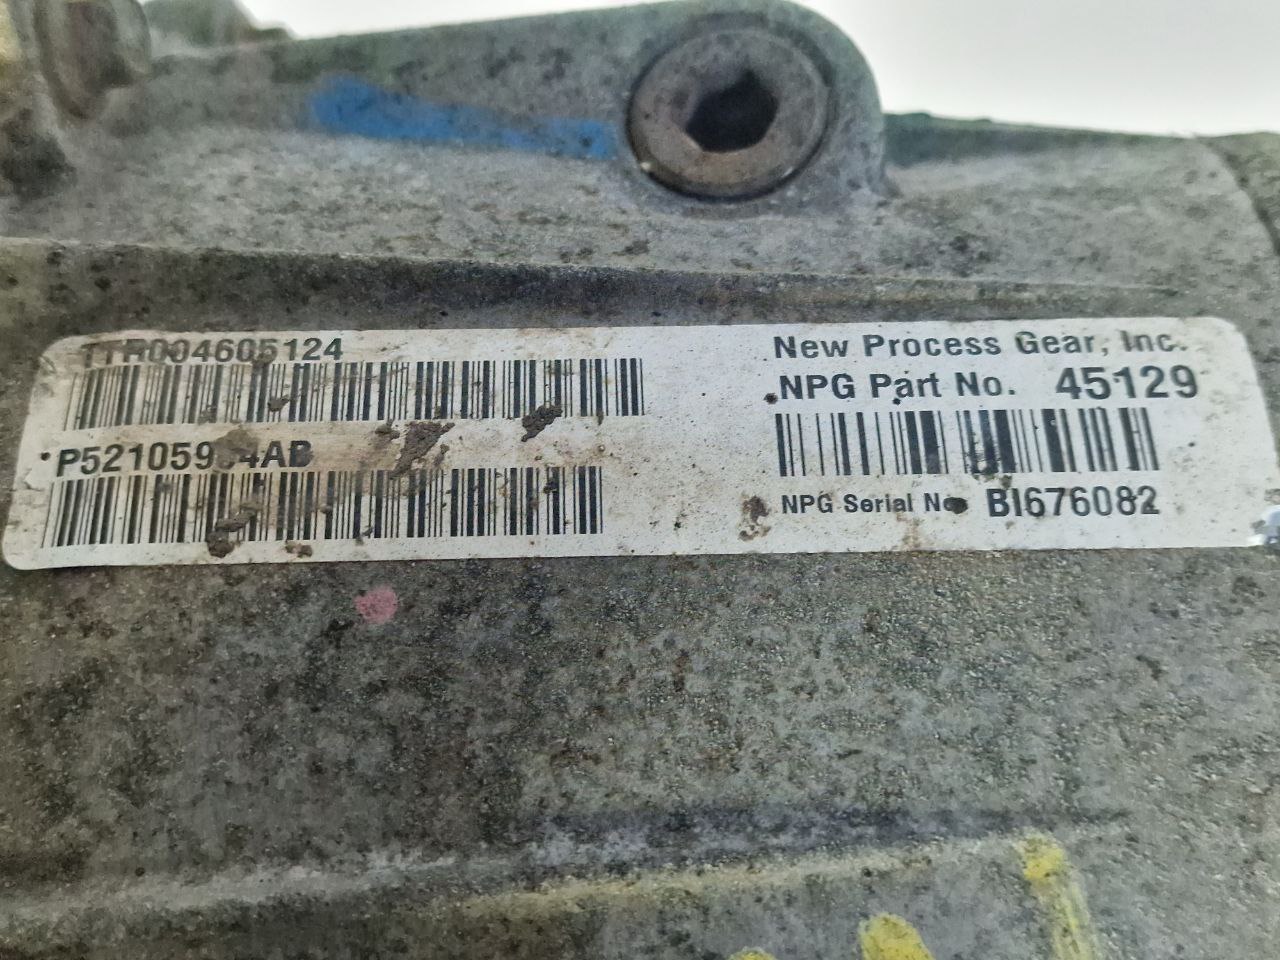 TTR004605124
New Process Gear, Inc.
NPG Part No. 45129
NPG Serial No. BI676082